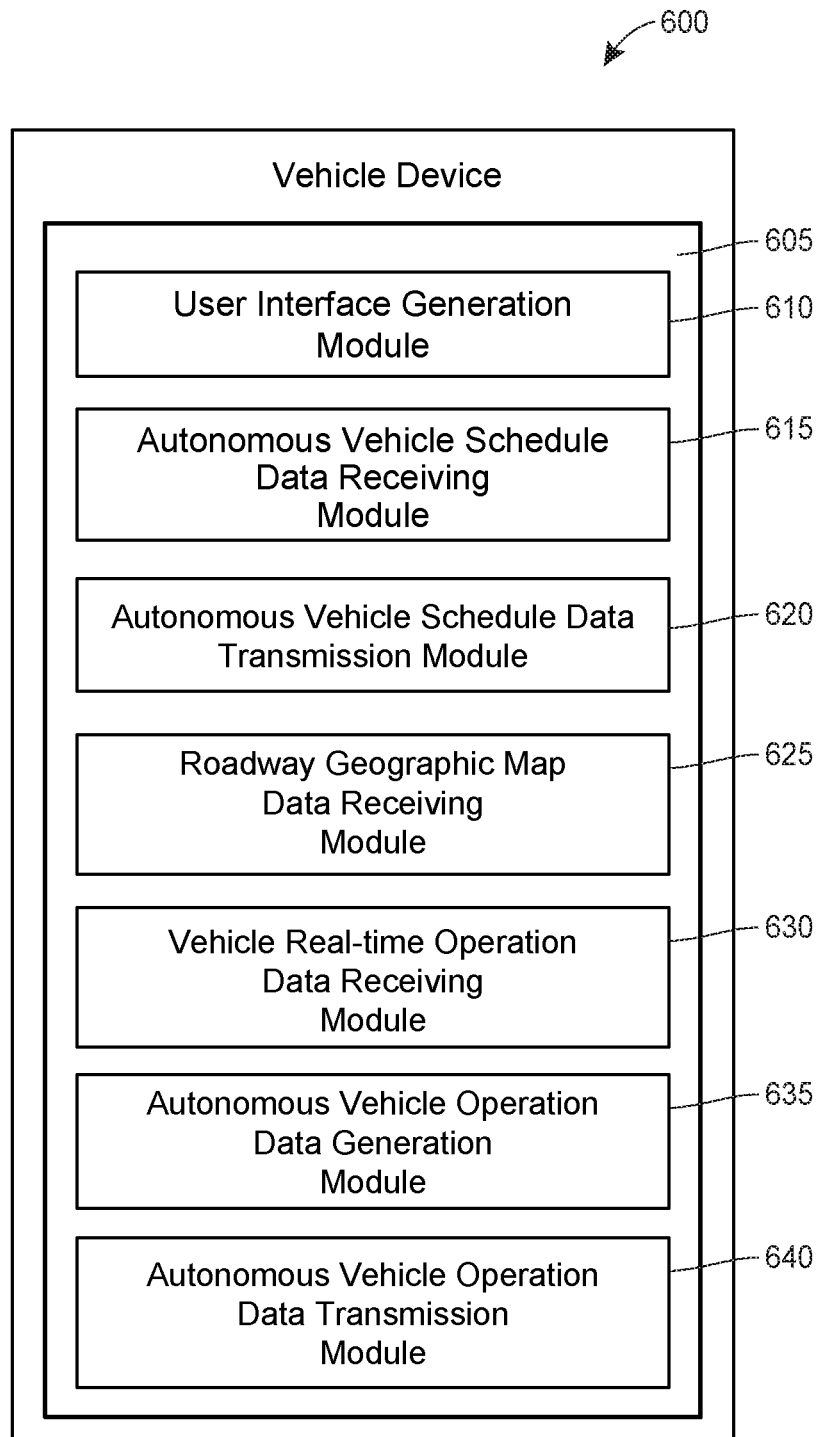 600
Vehicle Device
605
User Interface Generation
Module
610
Autonomous Vehicle Schedule
Data Receiving
Module
615
Autonomous Vehicle Schedule Data
Transmission Module
620
Roadway Geographic Map
Data Receiving
Module
625
Vehicle Real-time Operation
Data Receiving
Module
630
Autonomous Vehicle Operation
Data Generation
Module
635
Autonomous Vehicle Operation
Data Transmission
Module
640